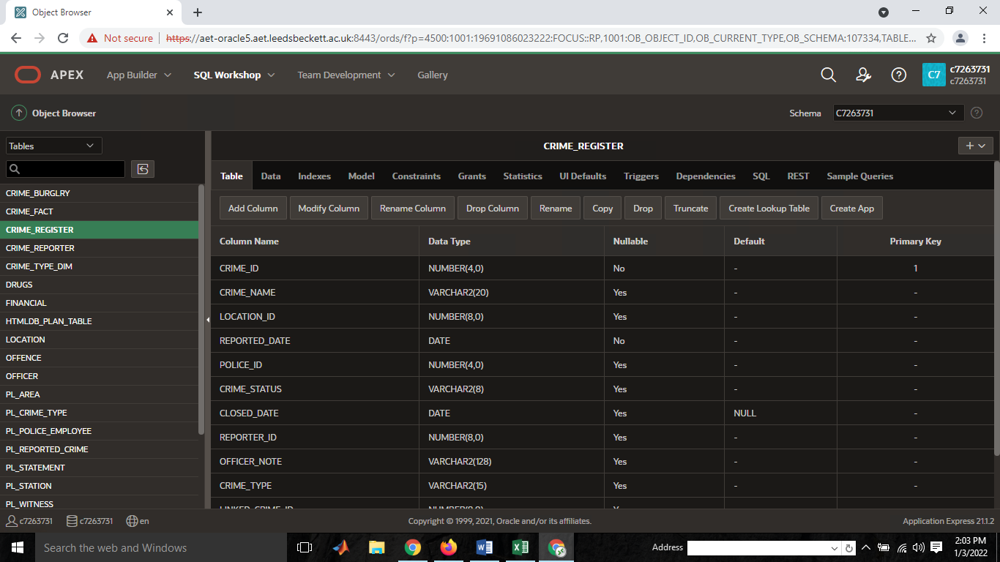 Object Browser
Not secure https://aet-oracle5.aet.leedsbeckett.ac.uk:8443/ords/f?p=4500:1001:19691086023222:FOCUS::RP,1001:OB_OBJECT_ID,OB_CURRENT_TYPE,OB_SCHEMA:107334,TABLE...
APEX App Builder SQL Workshop Team Development Gallery C7 c7263731
c7263731
Object Browser Schema C7263731
Tables
CRIME_REGISTER
Table Data Indexes Model Constraints Grants Statistics UI Defaults Triggers Dependencies SQL REST Sample Queries
Add Column Modify Column Rename Column Drop Column Rename Copy Drop Truncate Create Lookup Table Create App
CRIME_BURGLRY
CRIME_FACT
CRIME_REGISTER
CRIME_REPORTER
CRIME_TYPE_DIM
DRUGS
FINANCIAL
HTMLDB_PLAN_TABLE
LOCATION
OFFENCE
OFFICER
PL_AREA
PL_CRIME_TYPE
PL_POLICE_EMPLOYEE
PL_REPORTED_CRIME
PL_STATEMENT
PL_STATION
PL_WITNESS
Column Name Data Type Nullable Default Primary Key
CRIME_ID NUMBER(4,0) No - 1
CRIME_NAME VARCHAR2(20) Yes - -
LOCATION_ID NUMBER(8,0) Yes - -
REPORTED_DATE DATE No - -
POLICE_ID NUMBER(4,0) Yes - -
CRIME_STATUS VARCHAR2(8) Yes - -
CLOSED_DATE DATE Yes NULL -
REPORTER_ID NUMBER(8,0) Yes - -
OFFICER_NOTE VARCHAR2(128) Yes - -
CRIME_TYPE VARCHAR2(15) Yes - -
c7263731 c7263731 en Copyright © 1999, 2021, Oracle and/or its affiliates. Application Express 21.1.2
Search the web and Windows Address 2:03 PM
1/3/2022